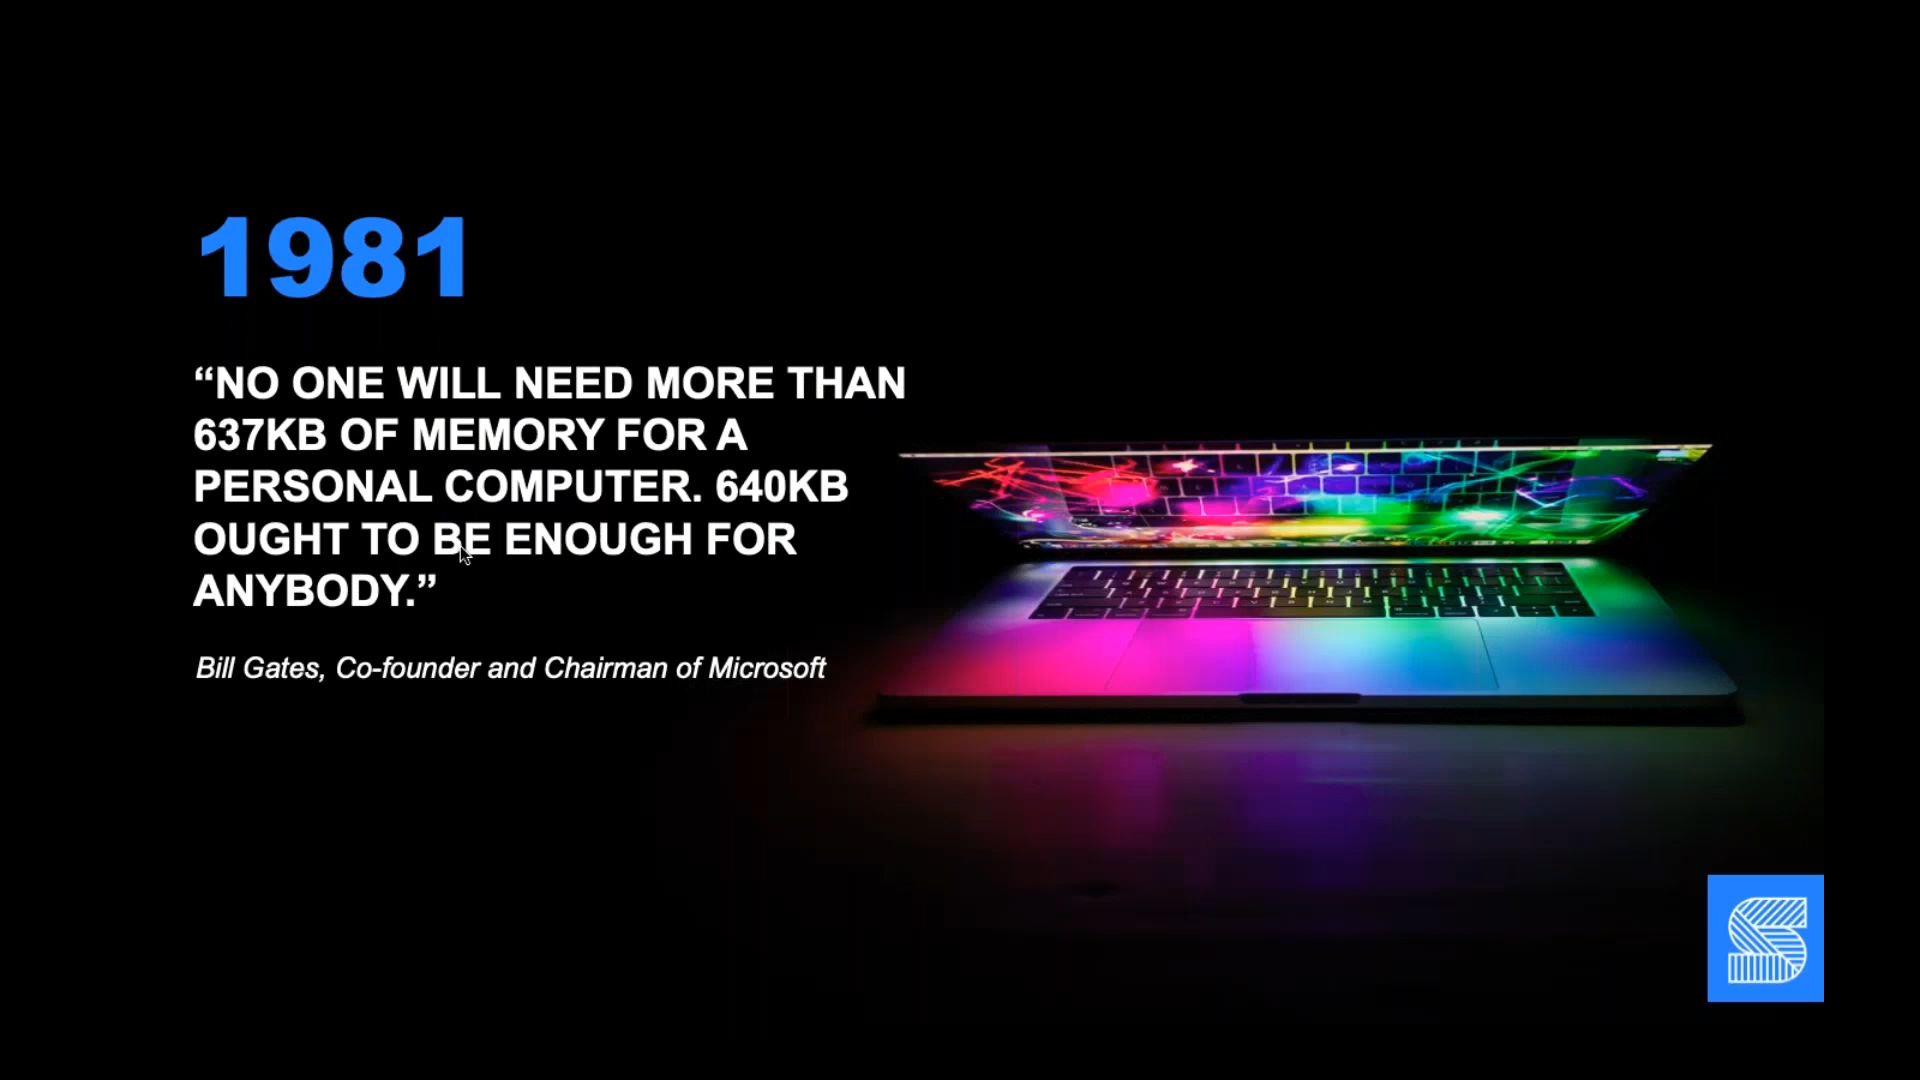 1981
“NO ONE WILL NEED MORE THAN
637KB OF MEMORY FOR A
PERSONAL COMPUTER. 640KB
OUGHT TO BE ENOUGH FOR
ANYBODY.”
Bill Gates, Co-founder and Chairman of Microsoft
S